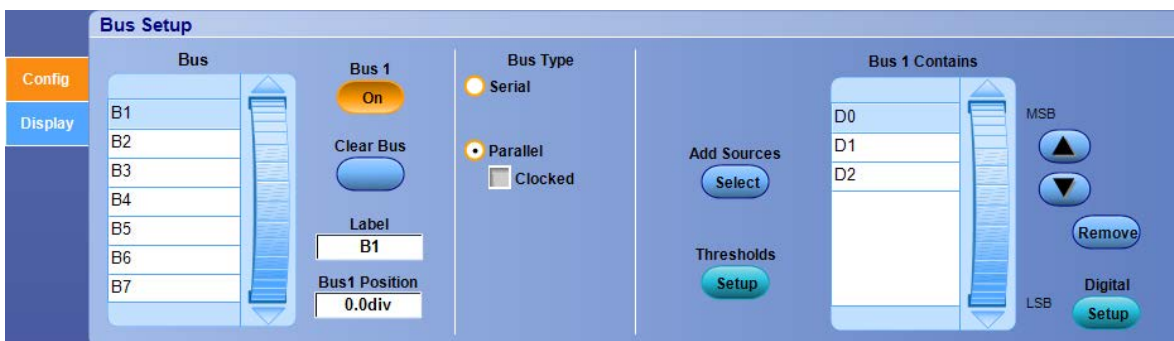 Bus Setup
Config
Display
Bus
B1
B2
B3
B4
B5
B6
B7
Bus 1
On
Clear Bus
Label
B1
Bus1 Position
0.0div
Bus Type
Serial
Parallel
Clocked
Add Sources
Select
Thresholds
Setup
Bus 1 Contains
D0
D1
D2
MSB
Remove
LSB
Digital
Setup